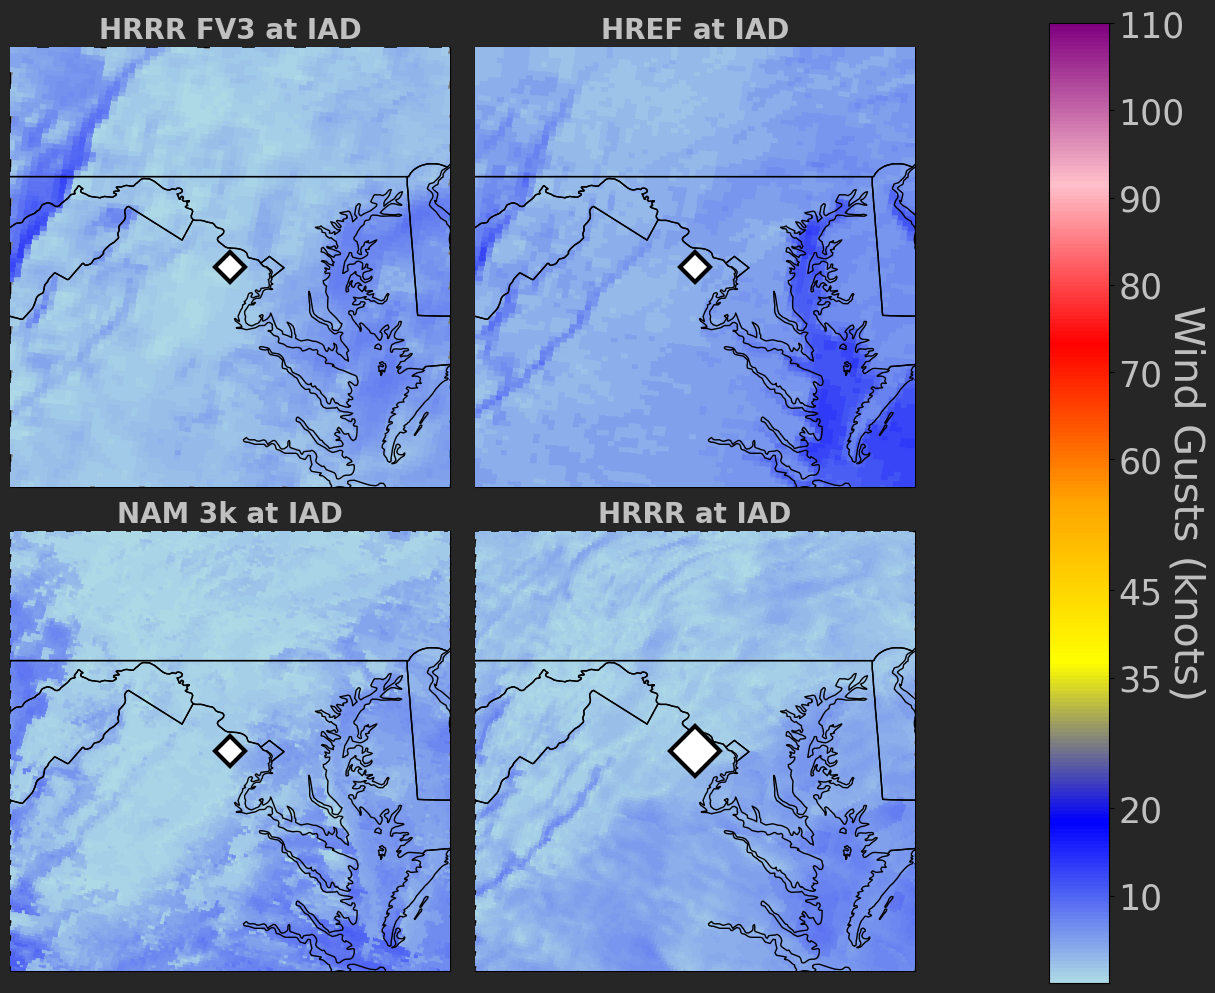 HRRR FV3 at IAD
HREF at IAD
NAM 3k at IAD
HRRR at IAD
110
100
90
80
70
60
45
35
20
10
Wind Gusts (knots)